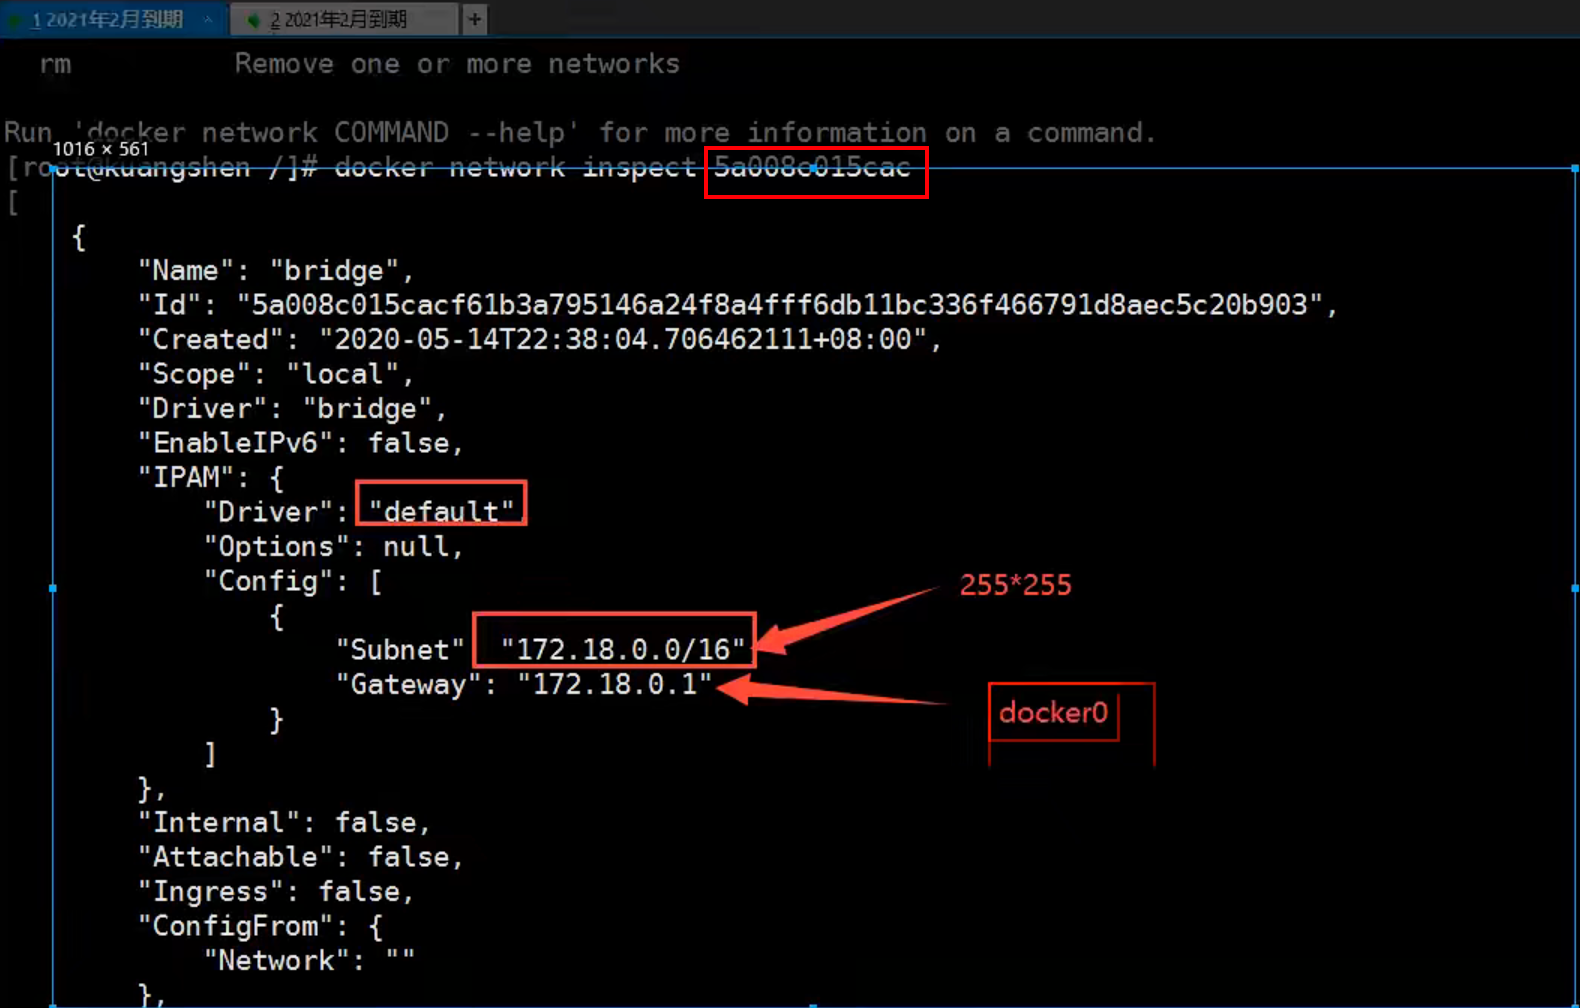 1 2021年2月到期 × 2 2021年2月到期 +
rm Remove one or more networks
Run 'docker network COMMAND --help' for more information on a command.
1016 × 561
[root@kuangshen /]# docker network inspect 5a008c015cac
[
{
"Name": "bridge",
"Id": "5a008c015cacf61b3a795146a24f8a4fff6db11bc336f466791d8aec5c20b903",
"Created": "2020-05-14T22:38:04.706462111+08:00",
"Scope": "local",
"Driver": "bridge",
"EnableIPv6": false,
"IPAM": {
"Driver": "default",
"Options": null,
"Config": [
255*255
{
"Subnet" "172.18.0.0/16"
"Gateway": "172.18.0.1"
docker0
}
]
},
"Internal": false,
"Attachable": false,
"Ingress": false,
"ConfigFrom": {
"Network": ""
},